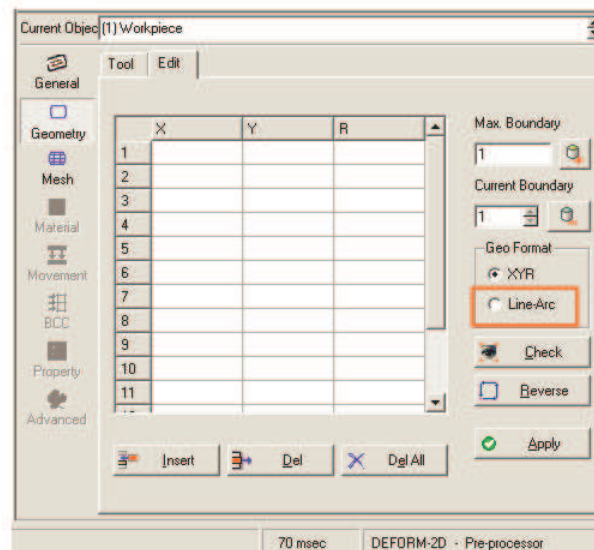 Current Objec (1) Workpiece
General
Geometry
Mesh
Material
Movement
BCC
Property
Advanced
Tool Edit
X Y R
1
2
3
4
5
6
7
8
9
10
11
Max. Boundary
1
Current Boundary
1
Geo Format
XYR
Line-Arc
Check
Reverse
Apply
Insert Del Del All
70 msec DEFORM-2D - Pre-processor